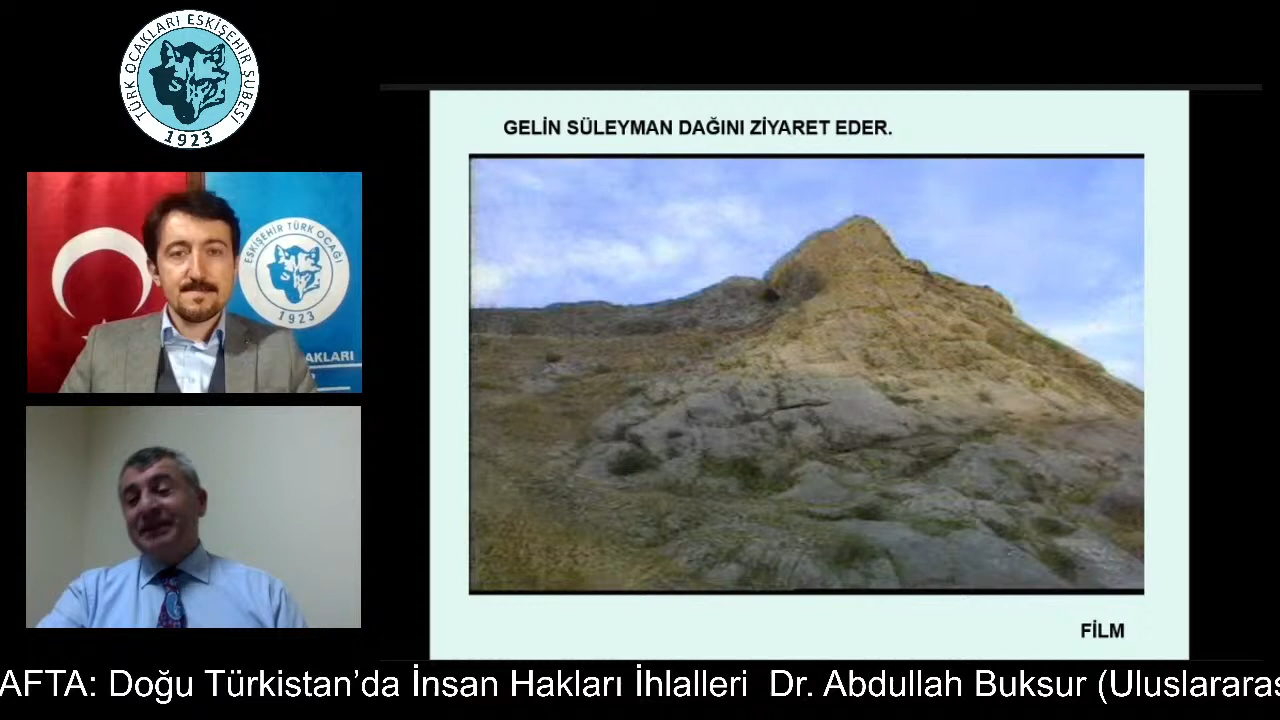 TÜRK OCAKLARI ESKİŞEHİR ŞUBESİ
1923
GELİN SÜLEYMAN DAĞINI ZİYARET EDER.
ESKİŞEHİR TÜRK OCAĞI
1923
AKLARI
FİLM
AFTA: Doğu Türkistan’da İnsan Hakları İhlalleri  Dr. Abdullah Buksur (Uluslararas